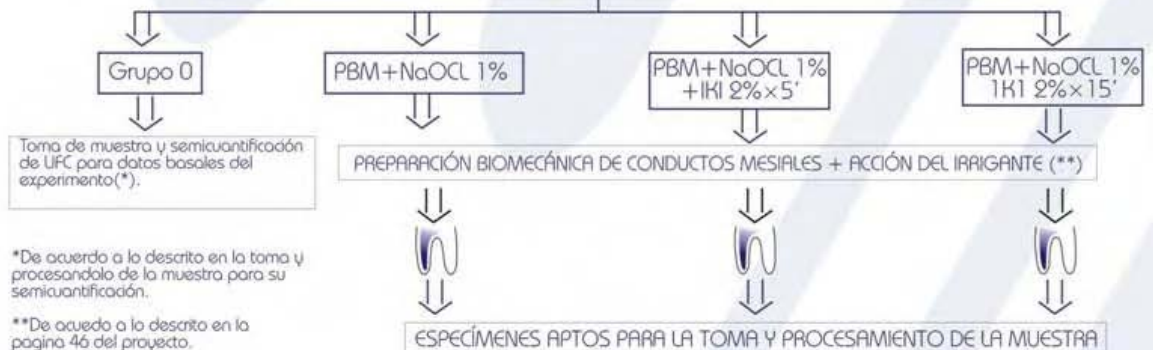 Grupo 0
PBM+NaOCL 1%
PBM+NaOCL 1%
+IKI 2%×5'
PBM+NaOCL 1%
1K1 2%×15'
Toma de muestra y semicuantificación
de UFC para datos basales del
experimento(*).
PREPARACIÓN BIOMECÁNICA DE CONDUCTOS MESIALES + ACCIÓN DEL IRRIGANTE (**)
*De acuerdo a lo descrito en la toma y
procesandolo de la muestra para su
semicuantificación.
**De acuedo a lo descrito en la
pagina 46 del proyecto.
ESPECÍMENES APTOS PARA LA TOMA Y PROCESAMIENTO DE LA MUESTRA